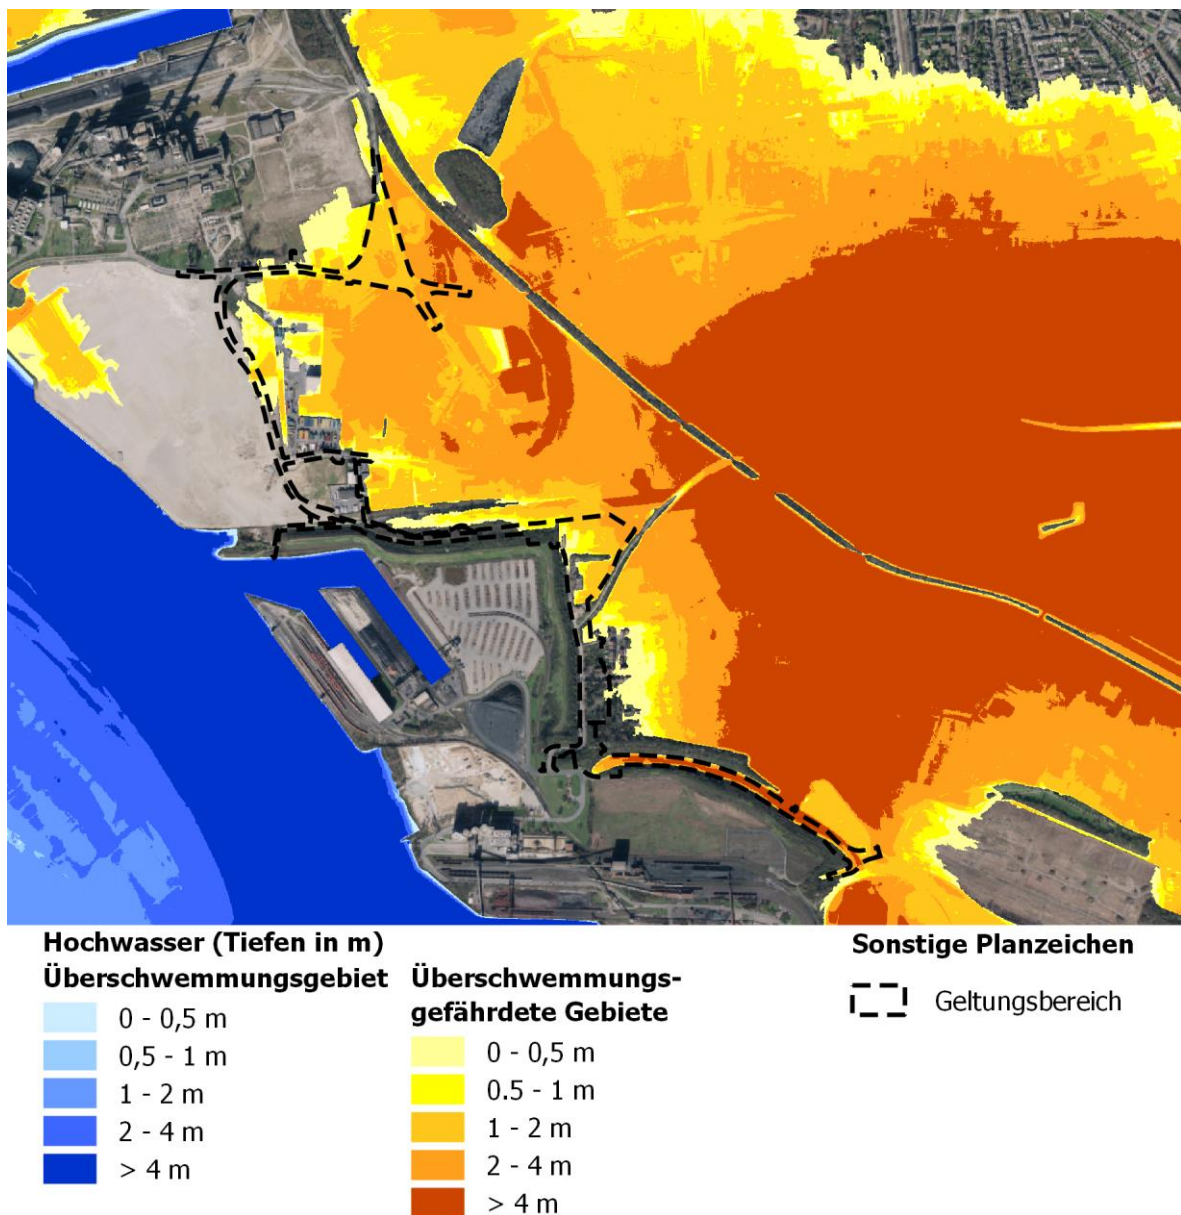 Hochwasser (Tiefen in m)
Überschwemmungsgebiet
0 - 0,5 m
0,5 - 1 m
1 - 2 m
2 - 4 m
> 4 m
Überschwemmungs-
gefährdete Gebiete
0 - 0,5 m
0.5 - 1 m
1 - 2 m
2 - 4 m
> 4 m
Sonstige Planzeichen
Geltungsbereich